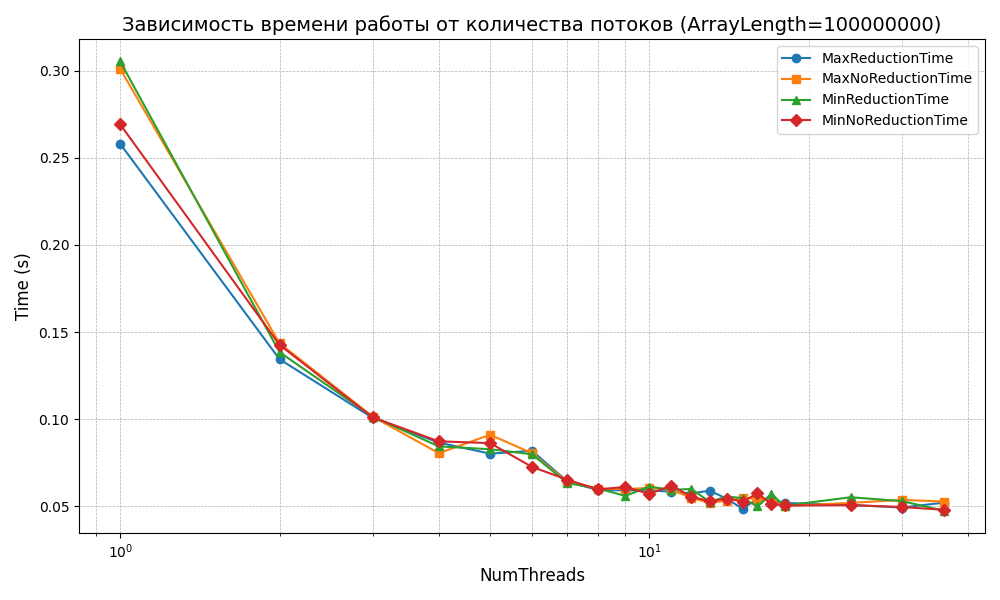 Зависимость времени работы от количества потоков (ArrayLength=100000000)
MaxReductionTime
MaxNoReductionTime
MinReductionTime
MinNoReductionTime
Time (s)
0.30
0.25
0.20
0.15
0.10
0.05
10⁰
10¹
NumThreads